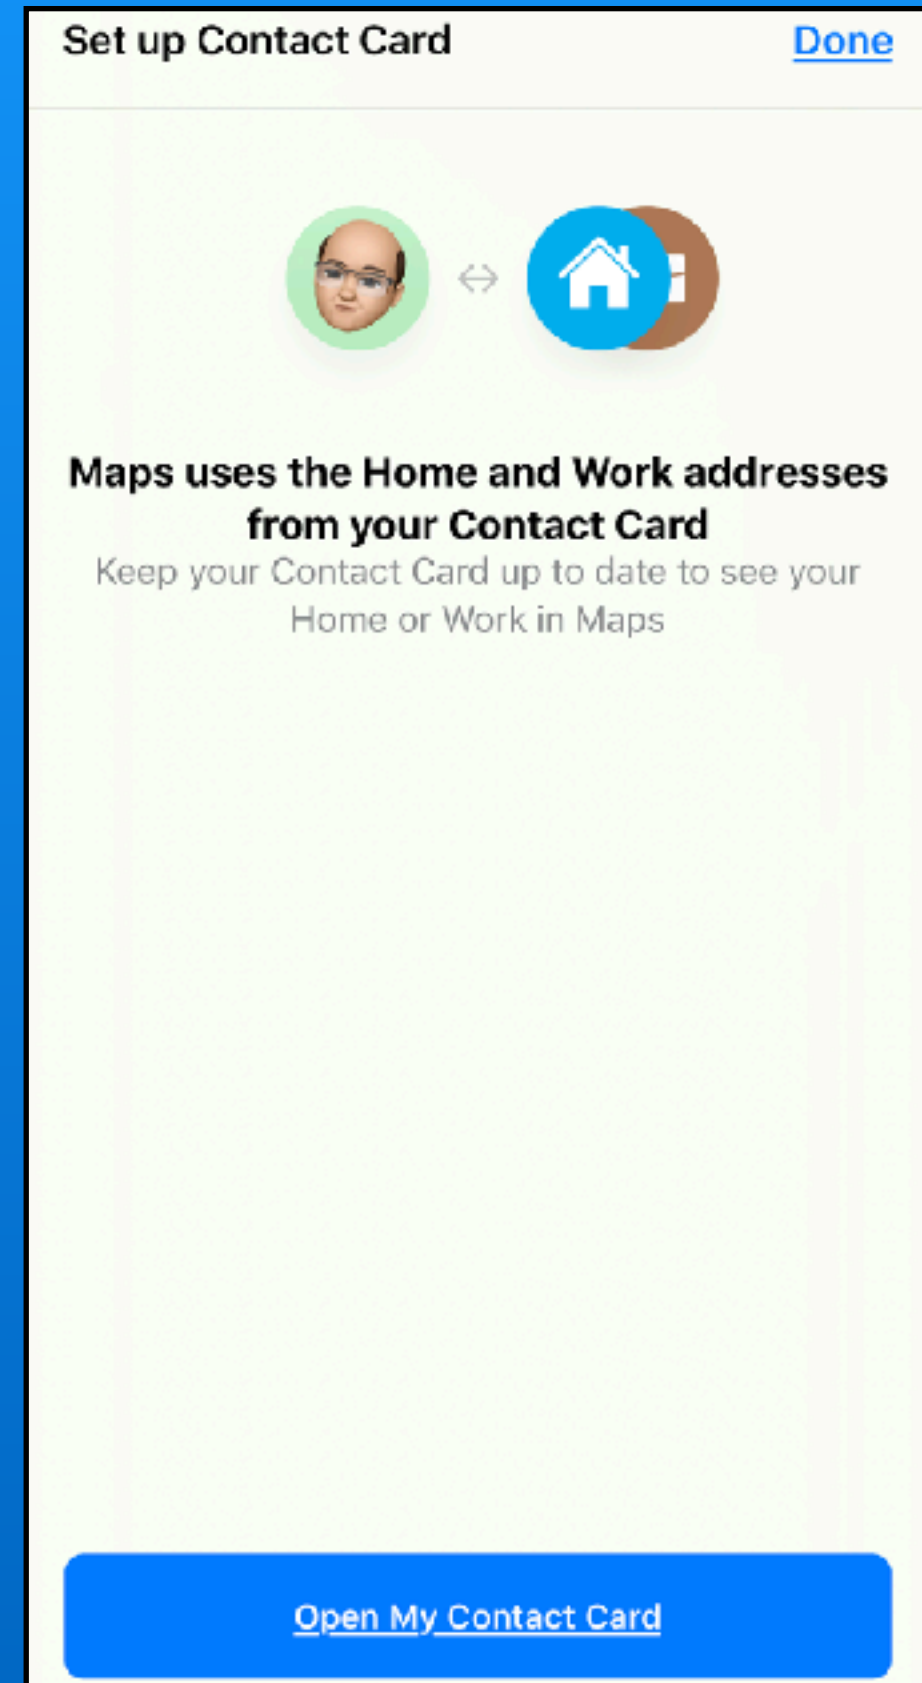 Set up Contact Card
Done
Maps uses the Home and Work addresses
from your Contact Card
Keep your Contact Card up to date to see your
Home or Work in Maps
Open My Contact Card